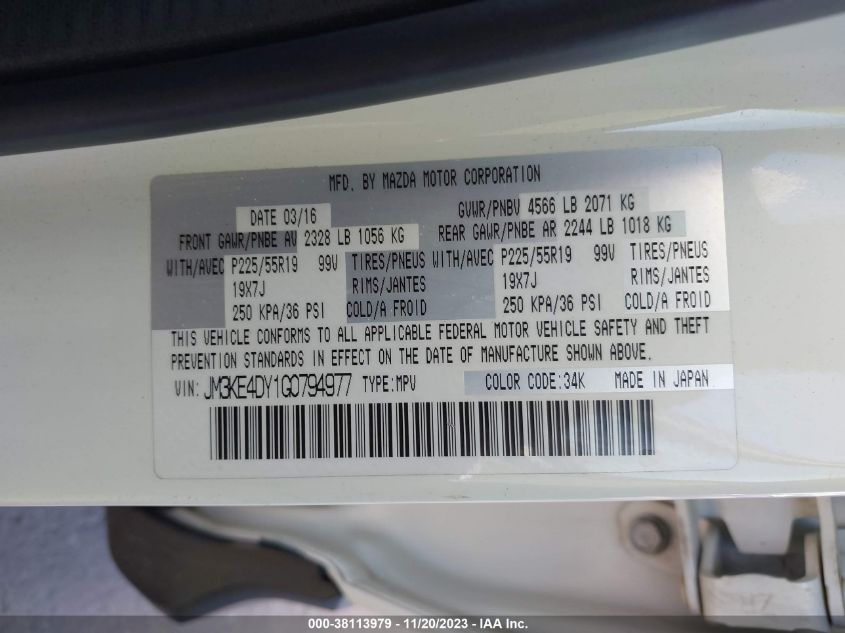 MFD. BY MAZDA MOTOR CORPORATION
DATE 03/16 GVWR/PNBV 4566 LB 2071 KG
FRONT GAWR/PNBE AV 2328 LB 1056 KG REAR GAWR/PNBE AR 2244 LB 1018 KG
WITH/AVEC P225/55R19 99V TIRES/PNEUS WITH/AVEC P225/55R19 99V TIRES/PNEUS
19X7J RIMS/JANTES 19X7J RIMS/JANTES
250 KPA/36 PSI COLD/A FROID 250 KPA/36 PSI COLD/A FROID
THIS VEHICLE CONFORMS TO ALL APPLICABLE FEDERAL MOTOR VEHICLE SAFETY AND THEFT
PREVENTION STANDARDS IN EFFECT ON THE DATE OF MANUFACTURE SHOWN ABOVE.
VIN: JM3KE4DY1G0794977 TYPE:MPV COLOR CODE:34K MADE IN JAPAN
000-38113979 - 11/20/2023 - IAA Inc.